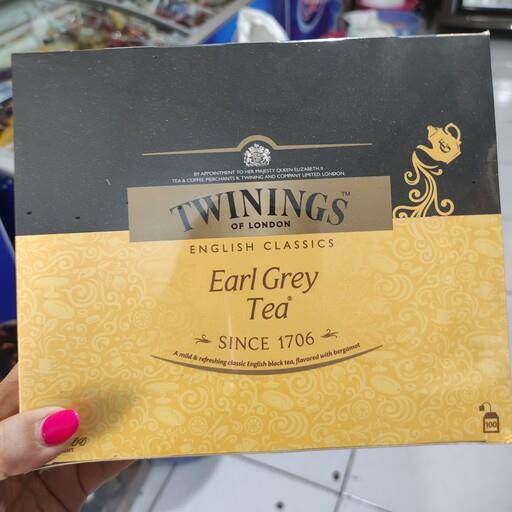 BY APPOINTMENT TO HER MAJESTY QUEEN ELIZABETH II
TEA & COFFEE MERCHANTS R. TWINING AND COMPANY LIMITED, LONDON
TWININGS™
OF LONDON
ENGLISH CLASSICS
Earl Grey
Tea®
SINCE 1706
A mild & refreshing classic English black tea, flavored with bergamot
100